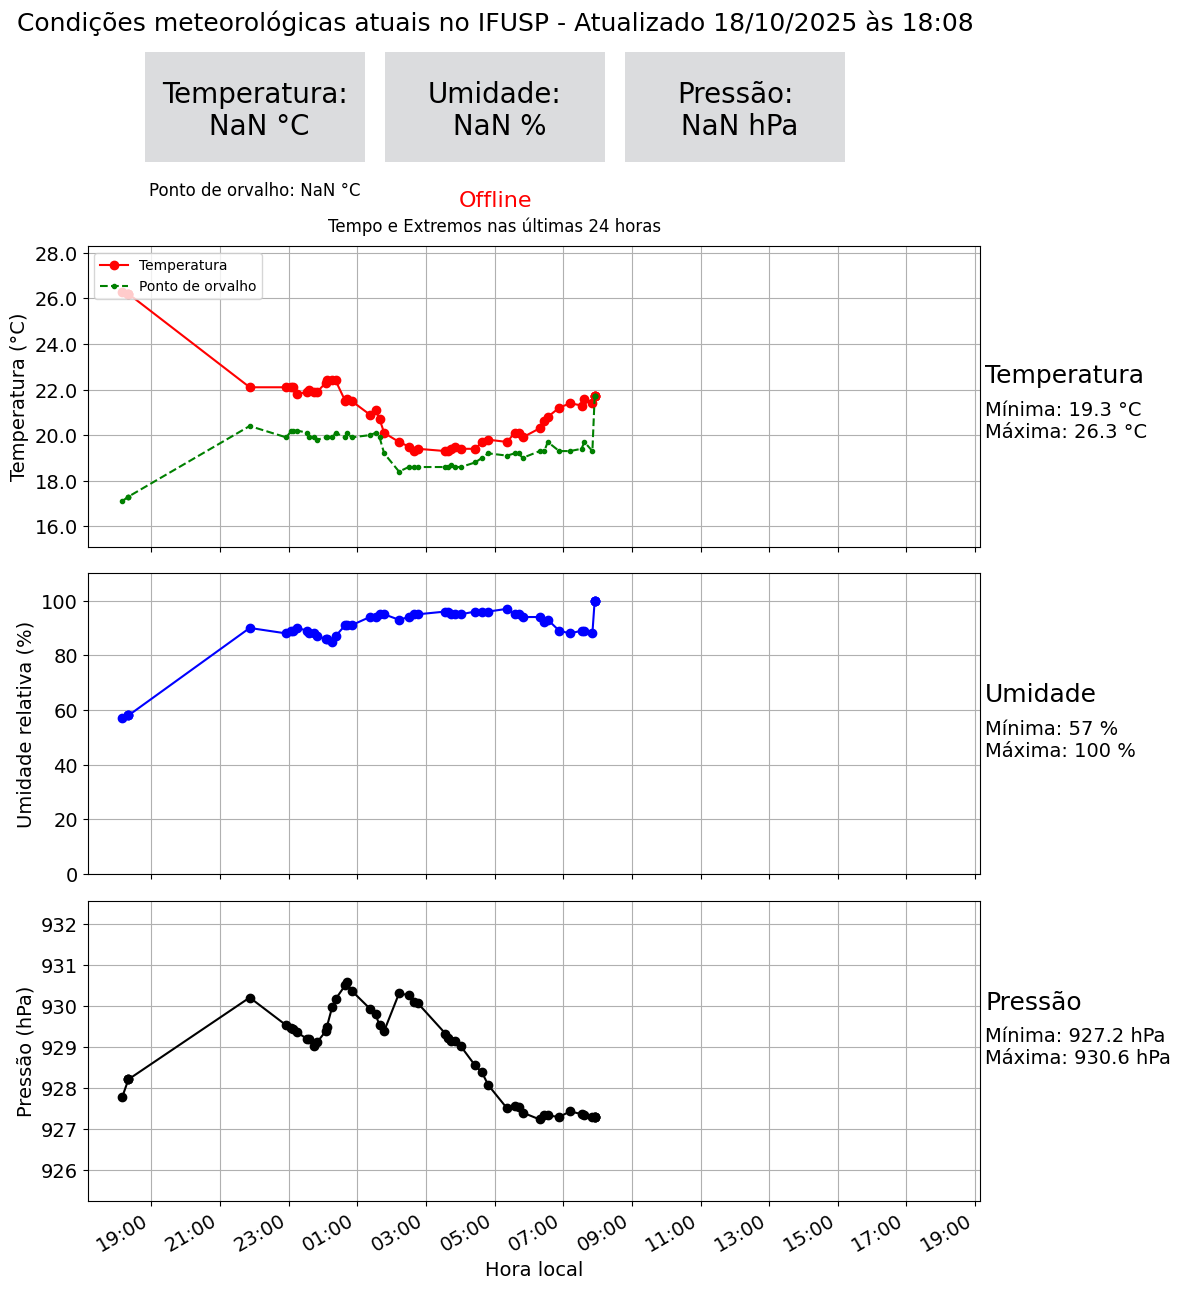 Condições meteorológicas atuais no IFUSP - Atualizado 18/10/2025 às 18:08
Temperatura:
NaN °C
Umidade:
NaN %
Pressão:
NaN hPa
Ponto de orvalho: NaN °C
Offline
Tempo e Extremos nas últimas 24 horas
Temperatura (°C)
28.0
26.0
24.0
22.0
20.0
18.0
16.0
Temperatura
Ponto de orvalho
Temperatura
Mínima: 19.3 °C
Máxima: 26.3 °C
Umidade relativa (%)
100
80
60
40
20
0
Umidade
Mínima: 57 %
Máxima: 100 %
Pressão (hPa)
932
931
930
929
928
927
926
Pressão
Mínima: 927.2 hPa
Máxima: 930.6 hPa
19:00
21:00
23:00
01:00
03:00
05:00
07:00
09:00
11:00
13:00
15:00
17:00
19:00
Hora local